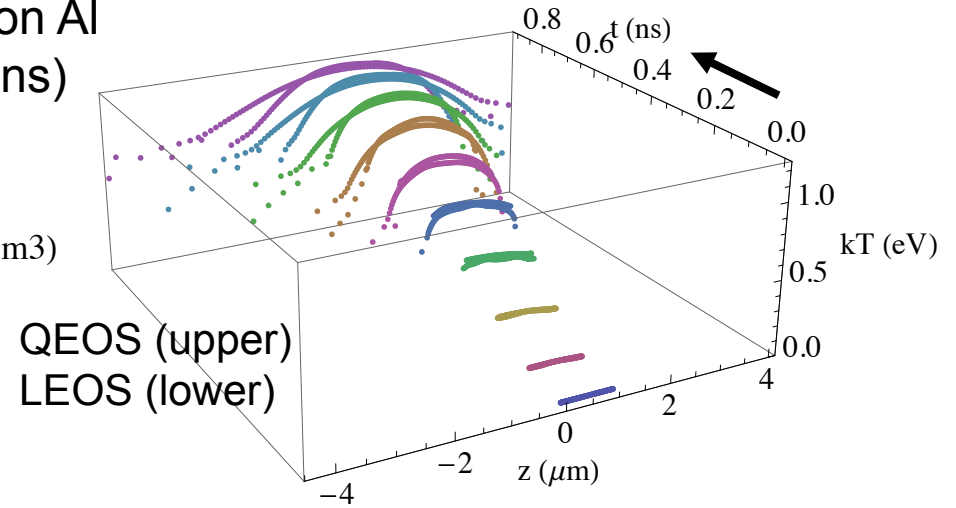 on Al
ns)
m3)
QEOS (upper)
LEOS (lower)
0.8
0.6
t (ns)
0.4
0.2
0.0
1.0
kT (eV)
0.5
0.0
4
2
0
−2
−4
z (μm)